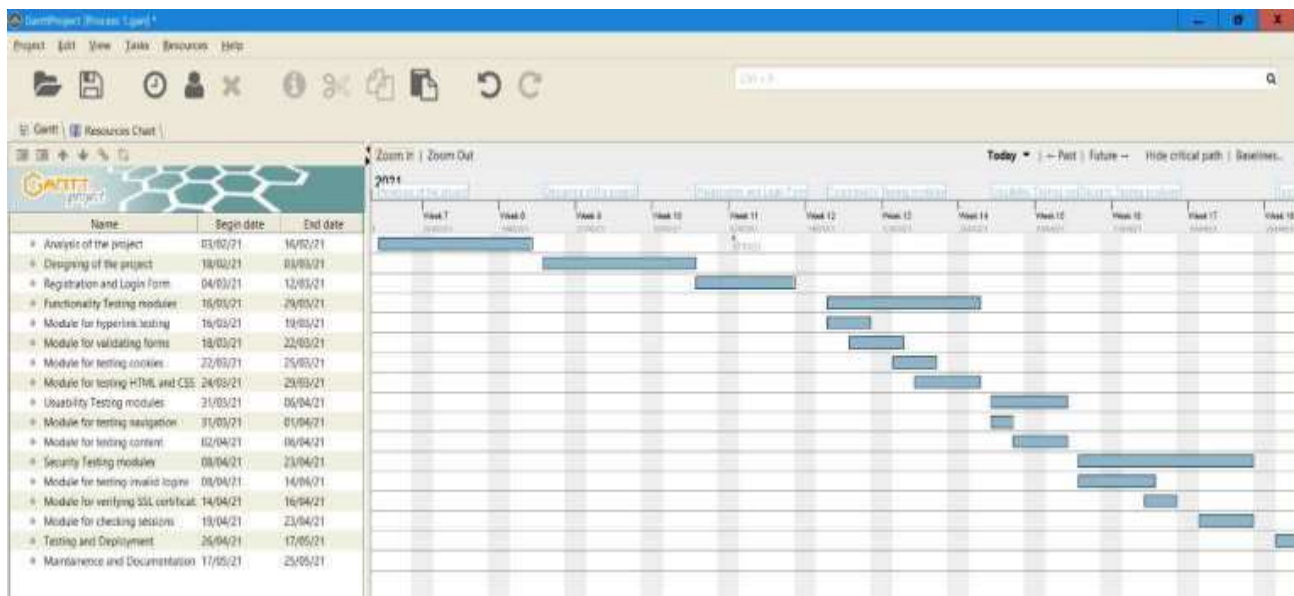 GanttProject [Process 1.gan] *
Project Edit View Tasks Resources Help
Gantt Resources Chart
Zoom In | Zoom Out Today | ← Past | Future → Hide critical path | Baselines...
GANTT project
2021
Name Begin date End date
Week 7 Week 8 Week 9 Week 10 Week 11 Week 12 Week 13 Week 14 Week 15 Week 16 Week 17 Week 18
Analysis of the project 03/02/21 16/02/21
Designing of the project 18/02/21 03/03/21
Registration and Login Form 04/03/21 12/03/21
Functionality Testing modules 16/03/21 29/03/21
Module for hyperlink testing 16/03/21 19/03/21
Module for validating forms 18/03/21 22/03/21
Module for testing cookies 22/03/21 25/03/21
Module for testing HTML and CSS 24/03/21 29/03/21
Usability Testing modules 31/03/21 06/04/21
Module for testing navigation 31/03/21 01/04/21
Module for testing content 02/04/21 06/04/21
Security Testing modules 08/04/21 23/04/21
Module for testing invalid logins 08/04/21 14/04/21
Module for verifying SSL certificat 14/04/21 16/04/21
Module for checking sessions 19/04/21 23/04/21
Testing and Deployment 26/04/21 17/05/21
Maintainence and Documentation 17/05/21 25/05/21